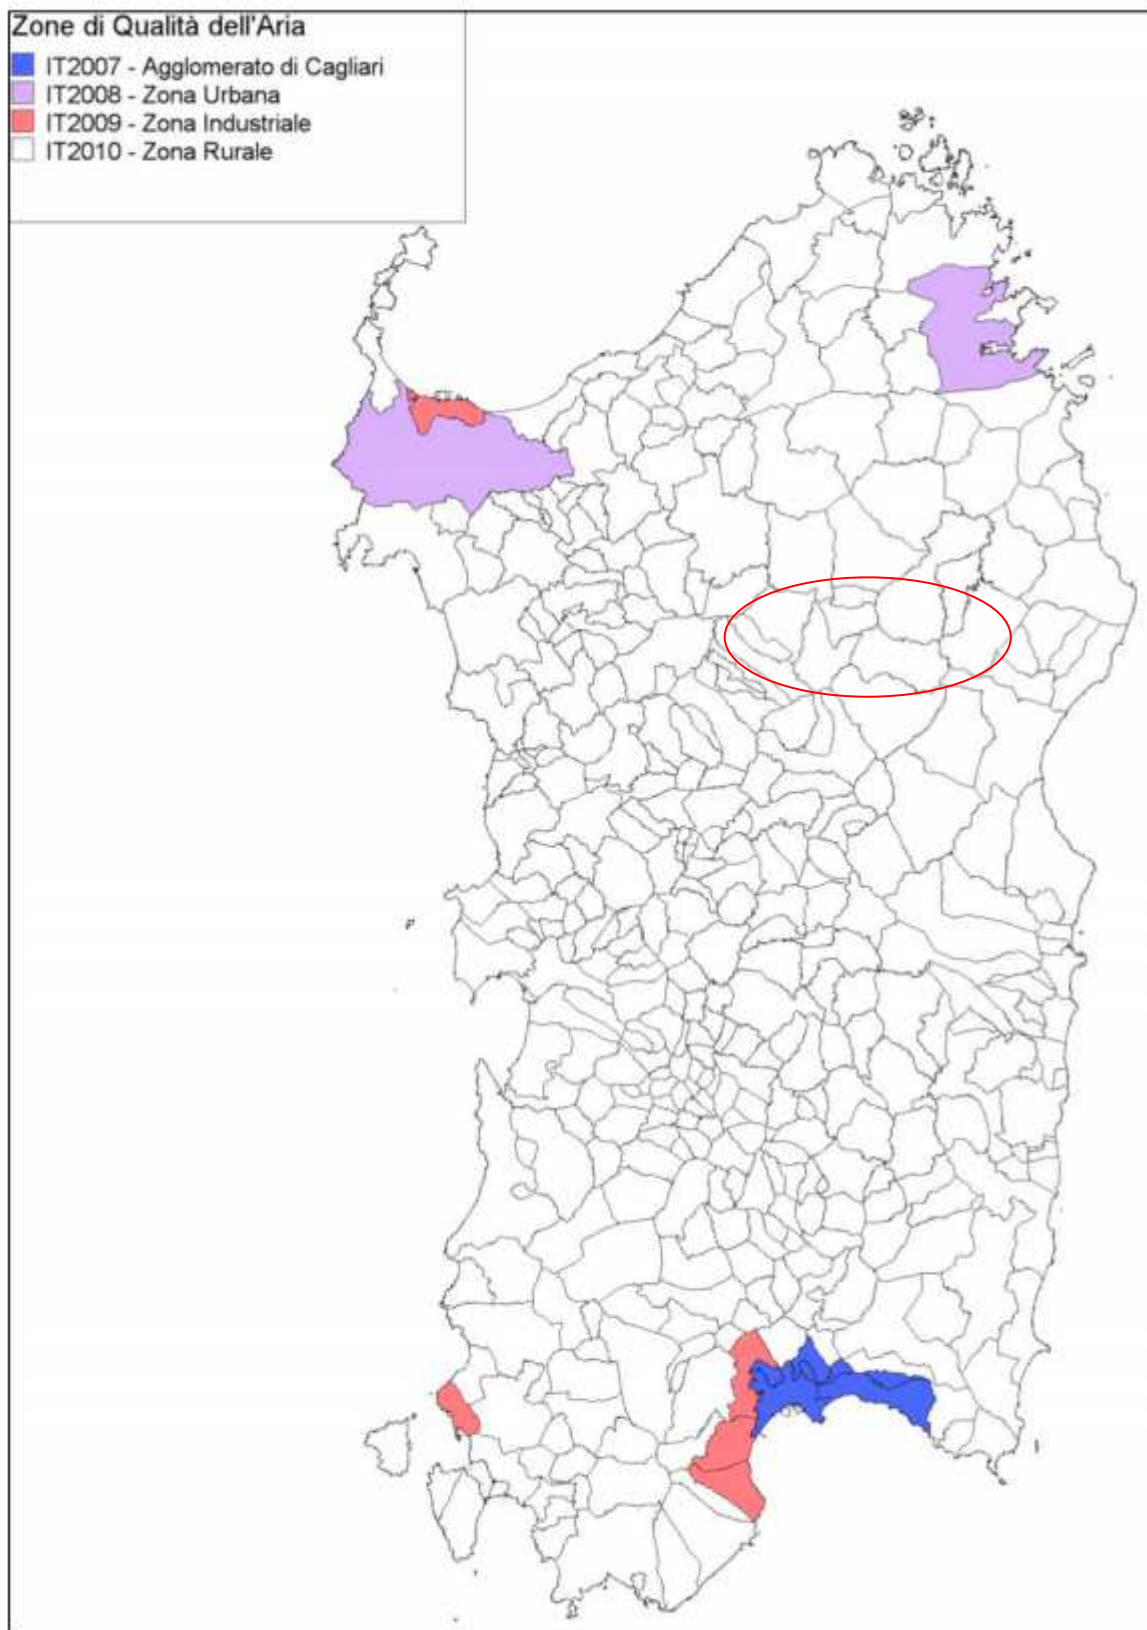 Zone di Qualità dell'Aria
IT2007 - Agglomerato di Cagliari
IT2008 - Zona Urbana
IT2009 - Zona Industriale
IT2010 - Zona Rurale